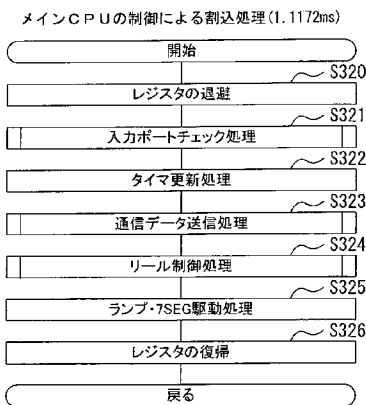 メインＣＰＵの制御による割込処理(1.1172ms)
開始
S320
レジスタの退避
S321
入力ポートチェック処理
S322
タイマ更新処理
S323
通信データ送信処理
S324
リール制御処理
S325
ランプ・7SEG駆動処理
S326
レジスタの復帰
戻る